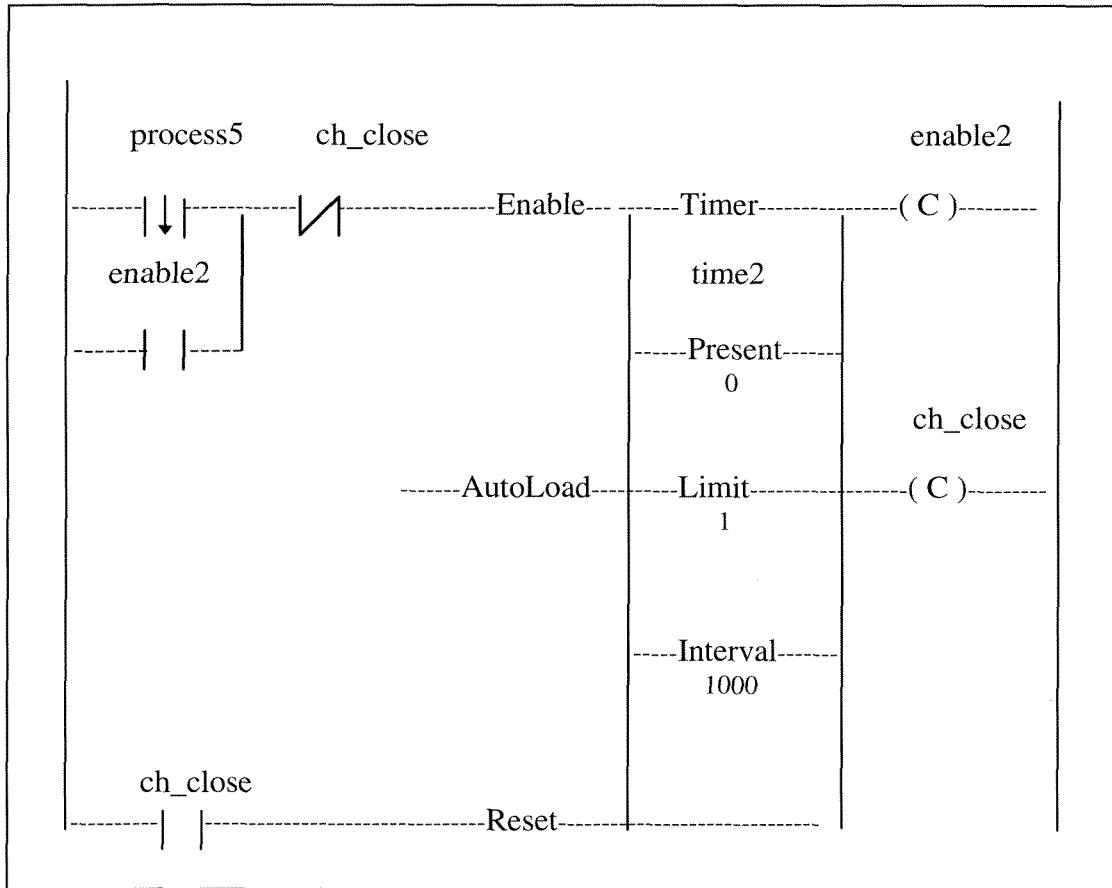 process5 ch_close enable2
Enable Timer ( C )
enable2 time2
Present
0
ch_close
AutoLoad Limit ( C )
1
Interval
1000
ch_close
Reset